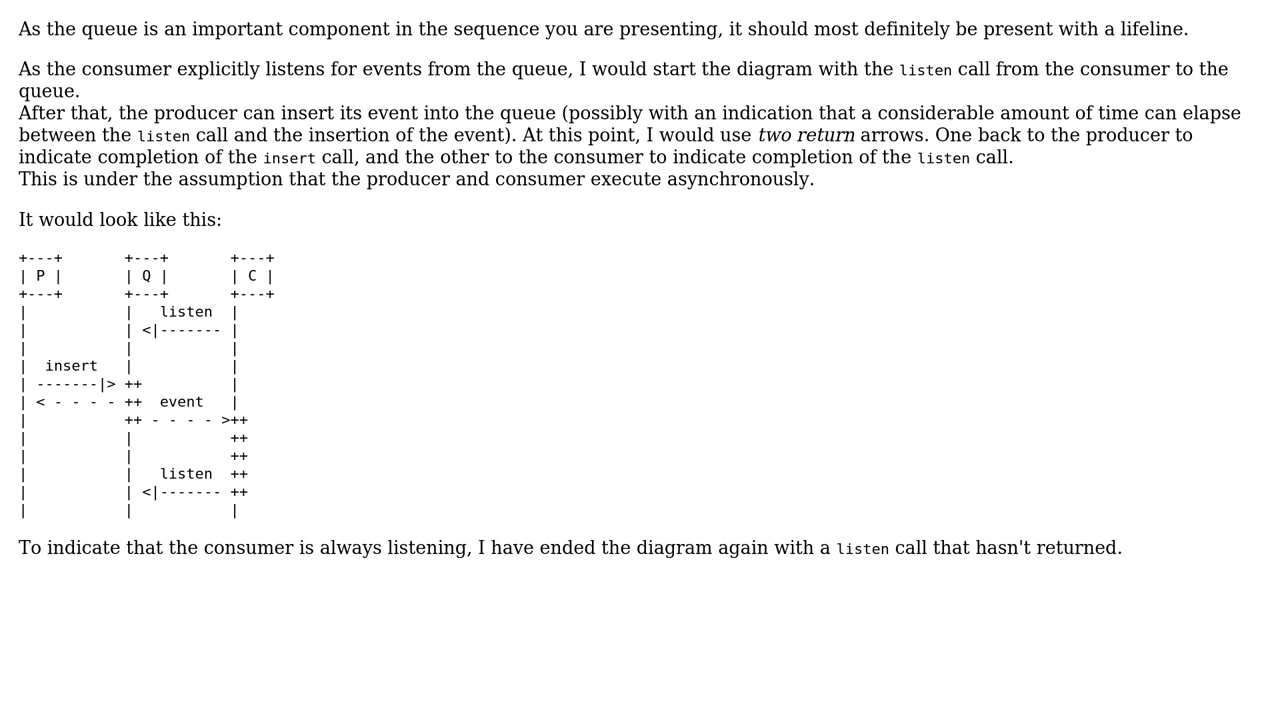 As the queue is an important component in the sequence you are presenting, it should most definitely be present with a lifeline.
As the consumer explicitly listens for events from the queue, I would start the diagram with the listen call from the consumer to the
queue.
After that, the producer can insert its event into the queue (possibly with an indication that a considerable amount of time can elapse
between the listen call and the insertion of the event). At this point, I would use two return arrows. One back to the producer to
indicate completion of the insert call, and the other to the consumer to indicate completion of the listen call.
This is under the assumption that the producer and consumer execute asynchronously.
It would look like this:
+---+       +---+       +---+
| P |       | Q |       | C |
+---+       +---+       +---+
|           |   listen  |
|           | <|------- |
|           |           |
|  insert   |           |
| -------|> ++          |
| < - - - - ++  event   |
|           ++ - - - - >++
|           |           ++
|           |           ++
|           |   listen  ++
|           | <|------- ++
|           |           |
To indicate that the consumer is always listening, I have ended the diagram again with a listen call that hasn't returned.